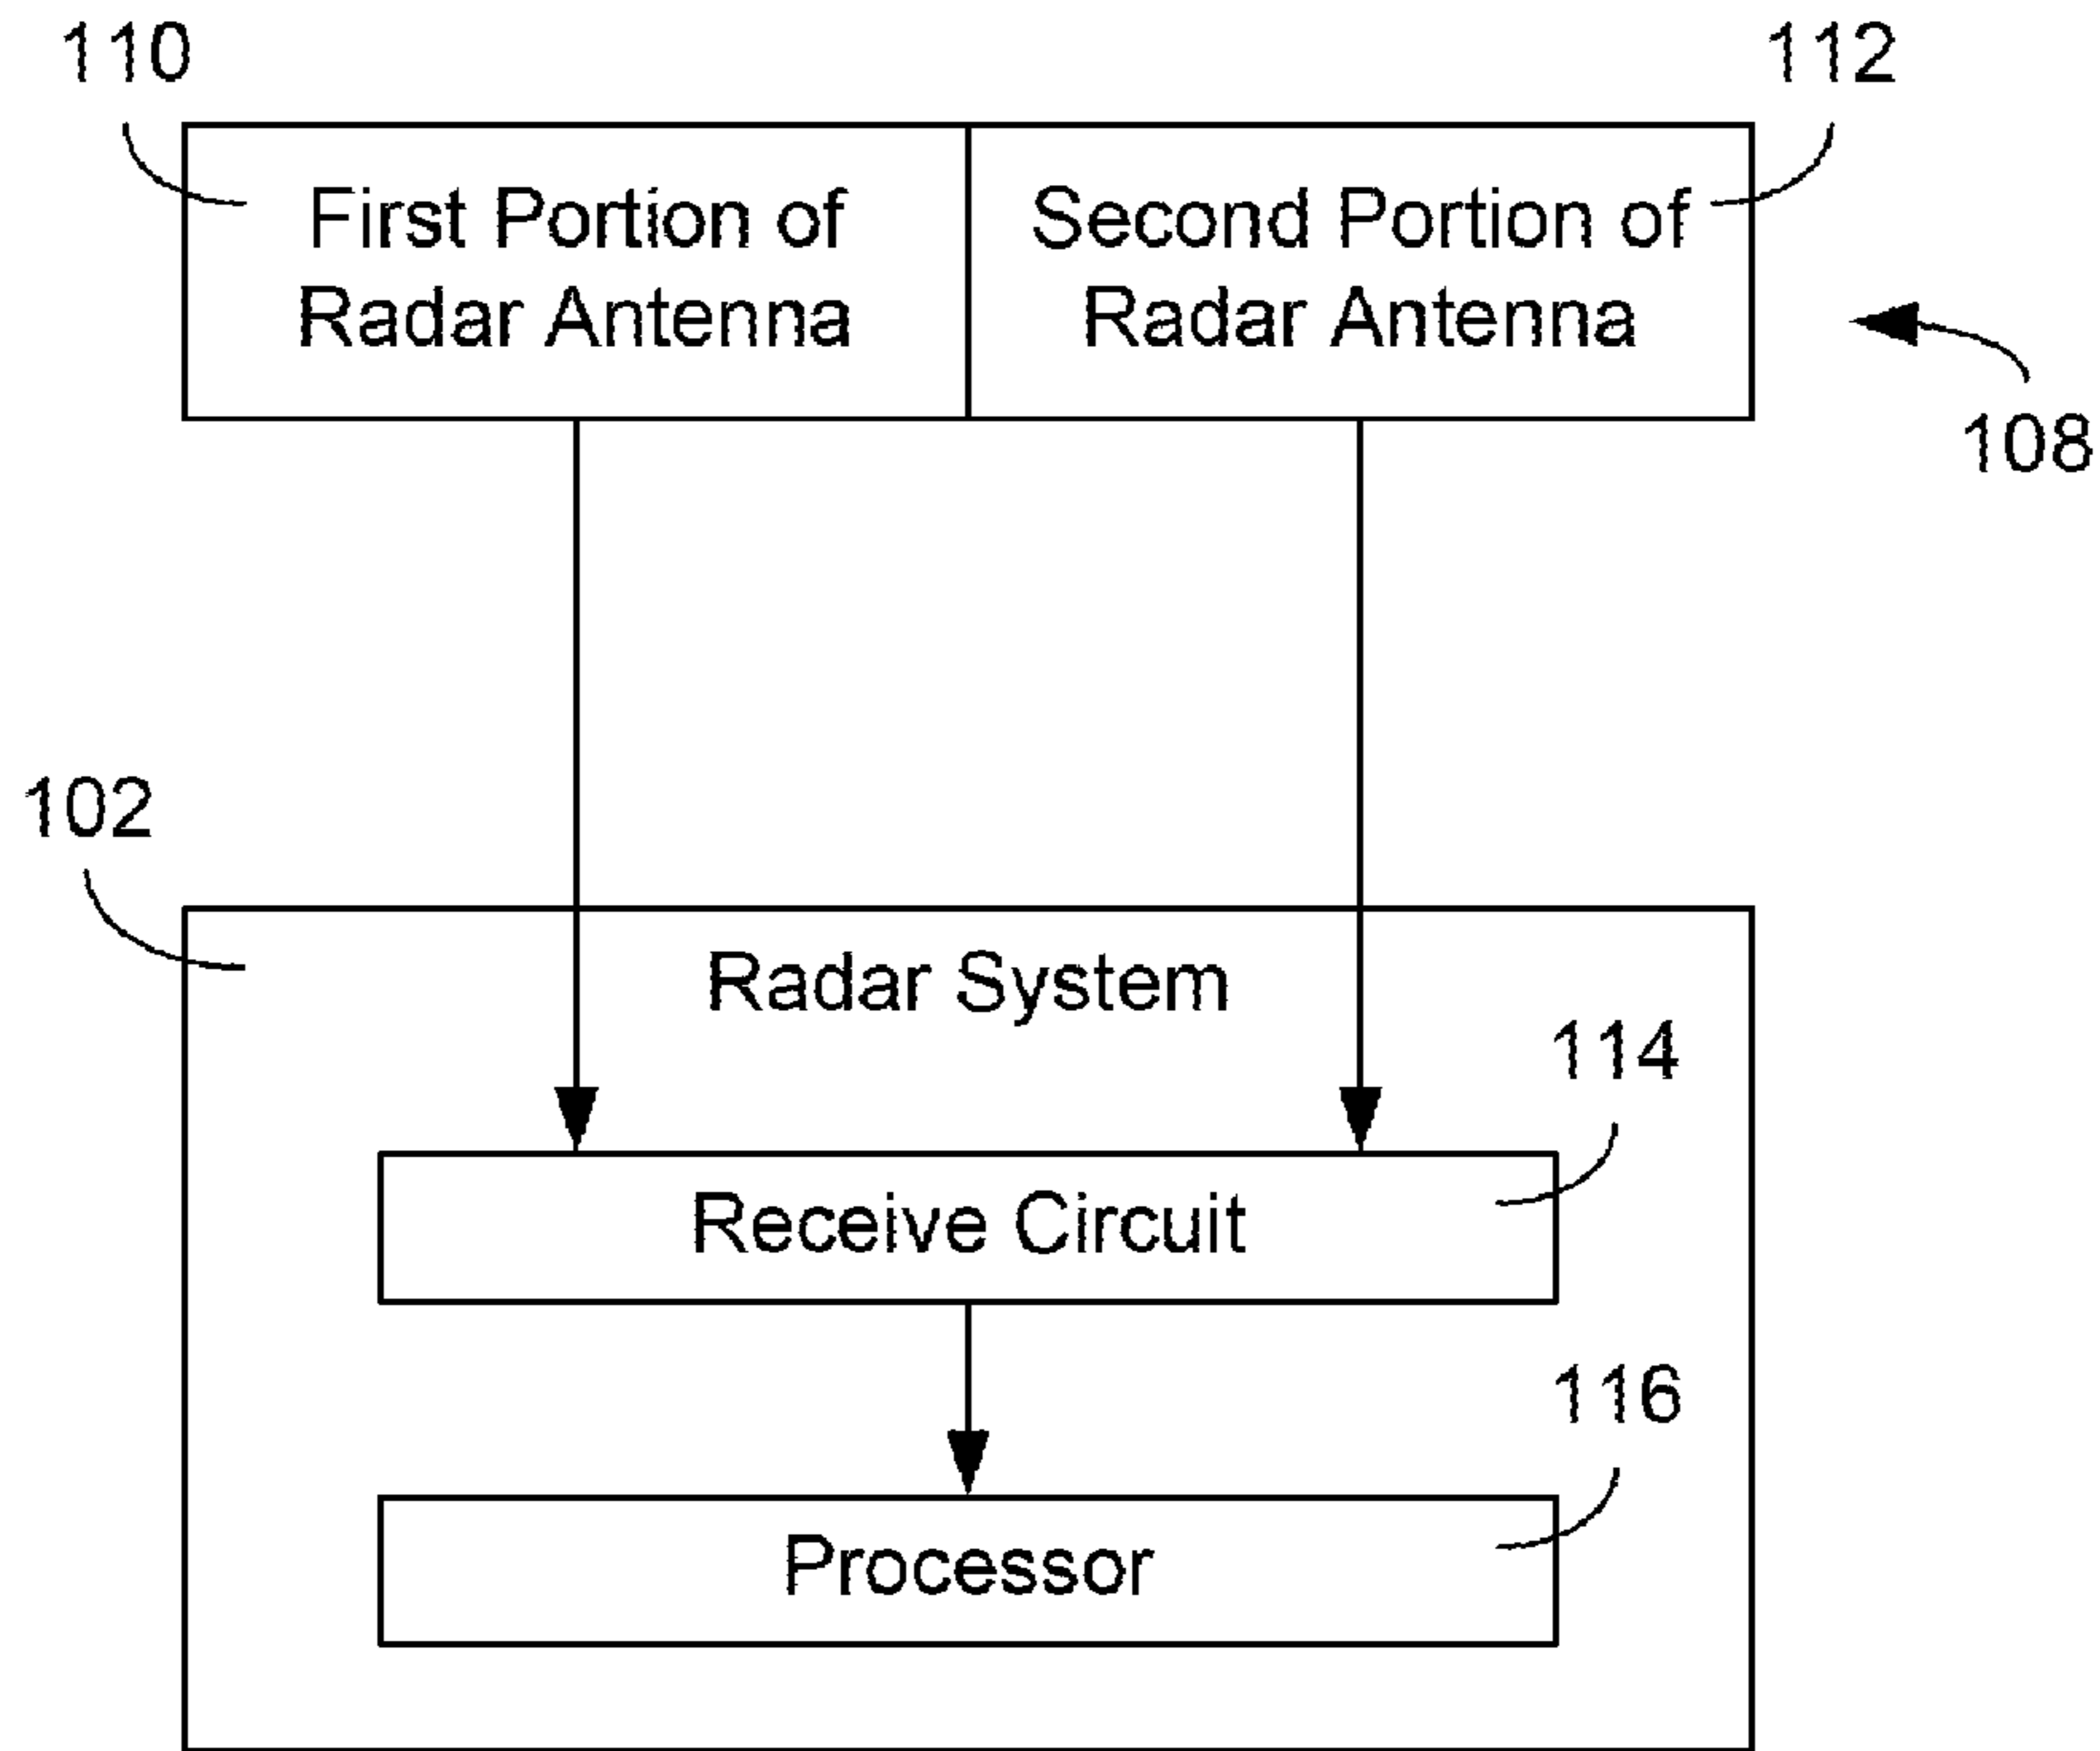 110
112
First Portion of
Radar Antenna
Second Portion of
Radar Antenna
108
102
Radar System
114
Receive Circuit
116
Processor